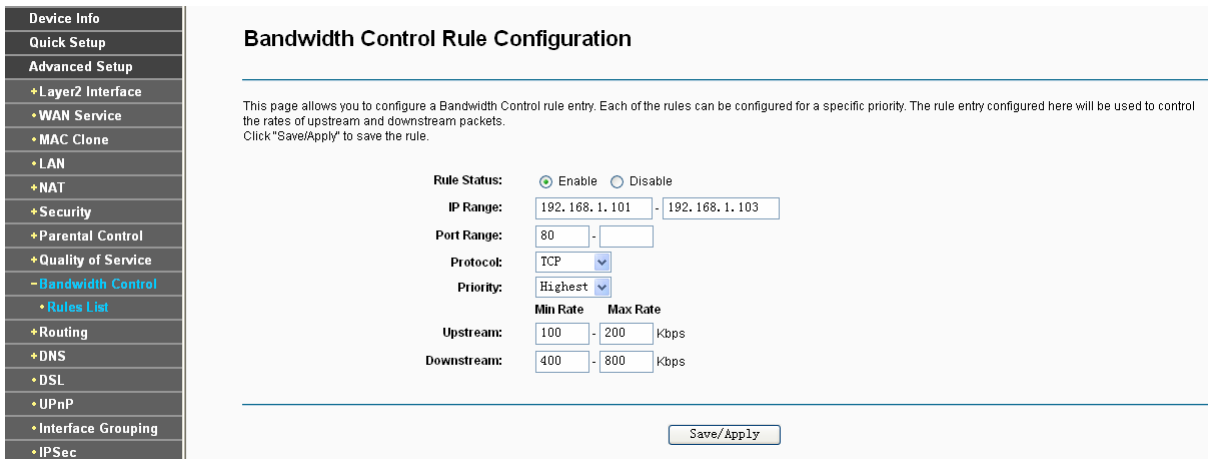 Device Info
Quick Setup
Advanced Setup
+Layer2 Interface
•WAN Service
•MAC Clone
•LAN
+NAT
+Security
+Parental Control
+Quality of Service
−Bandwidth Control
•Rules List
+Routing
+DNS
•DSL
•UPnP
•Interface Grouping
•IPSec
Bandwidth Control Rule Configuration
This page allows you to configure a Bandwidth Control rule entry. Each of the rules can be configured for a specific priority. The rule entry configured here will be used to control
the rates of upstream and downstream packets.
Click "Save/Apply" to save the rule.
Rule Status: Enable Disable
IP Range: 192.168.1.101 - 192.168.1.103
Port Range: 80 -
Protocol: TCP
Priority: Highest
Min Rate Max Rate
Upstream: 100 - 200 Kbps
Downstream: 400 - 800 Kbps
Save/Apply